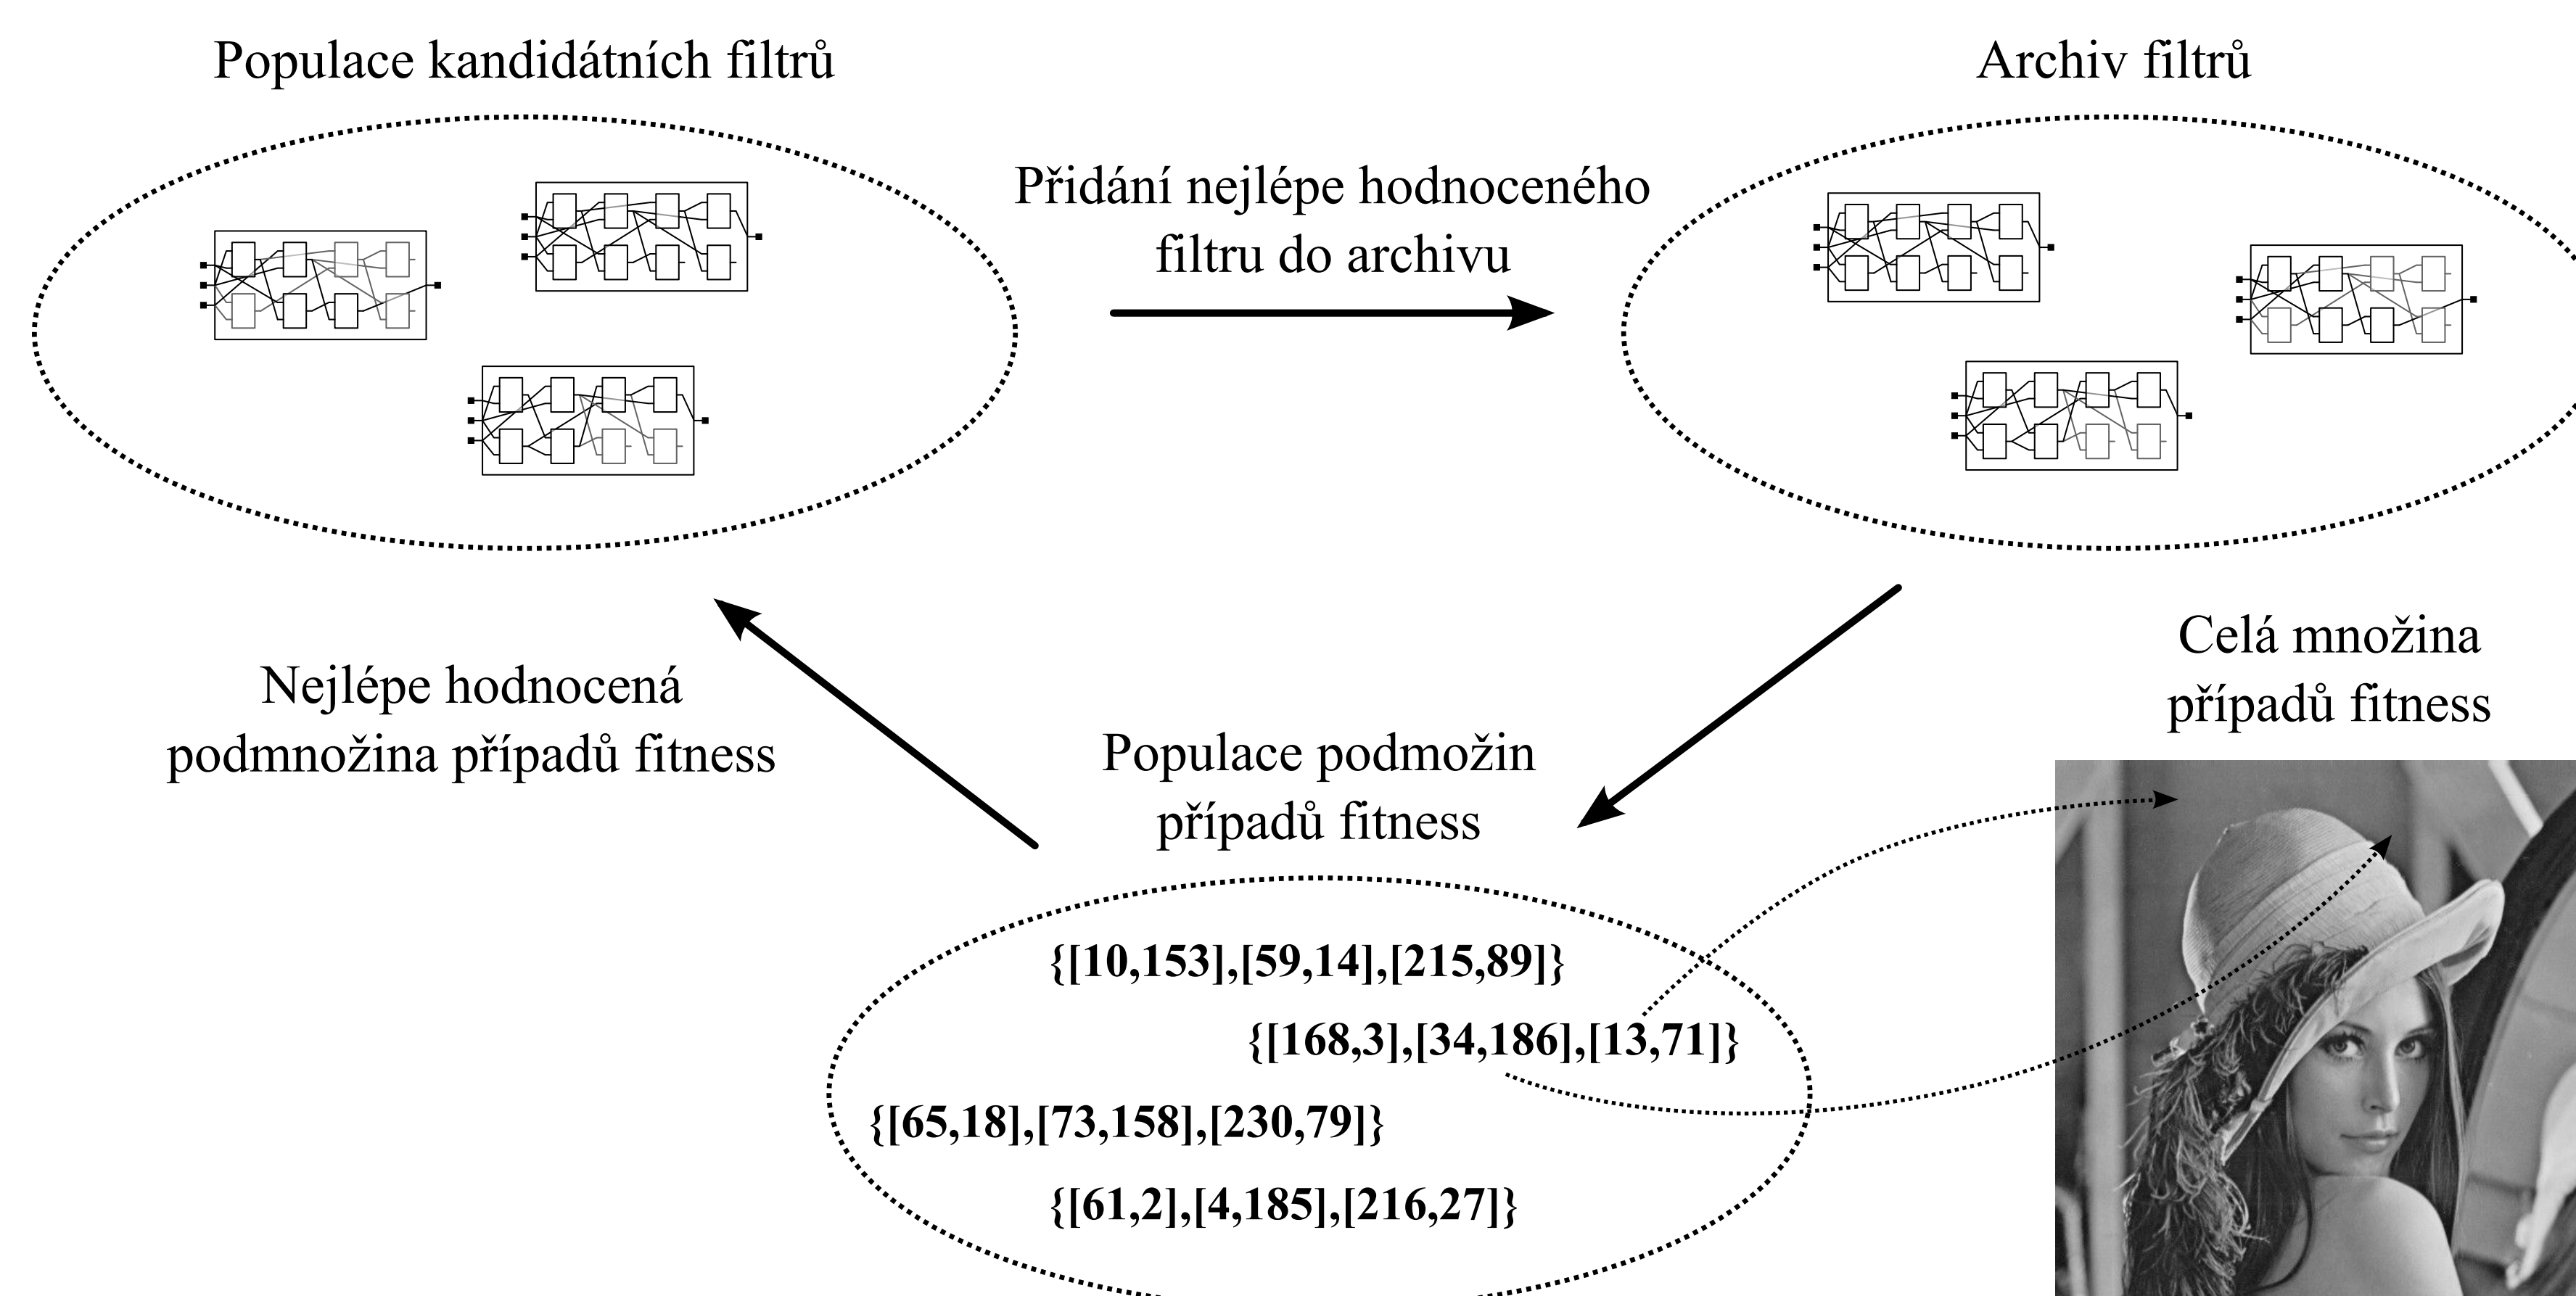 Populace kandidátních filtrů
Archiv filtrů
Přidání nejlépe hodnoceného
filtru do archivu
Celá množina
případů fitness
Nejlépe hodnocená
podmnožina případů fitness
Populace podmožin
případů fitness
{[10,153],[59,14],[215,89]}
{[168,3],[34,186],[13,71]}
{[65,18],[73,158],[230,79]}
{[61,2],[4,185],[216,27]}